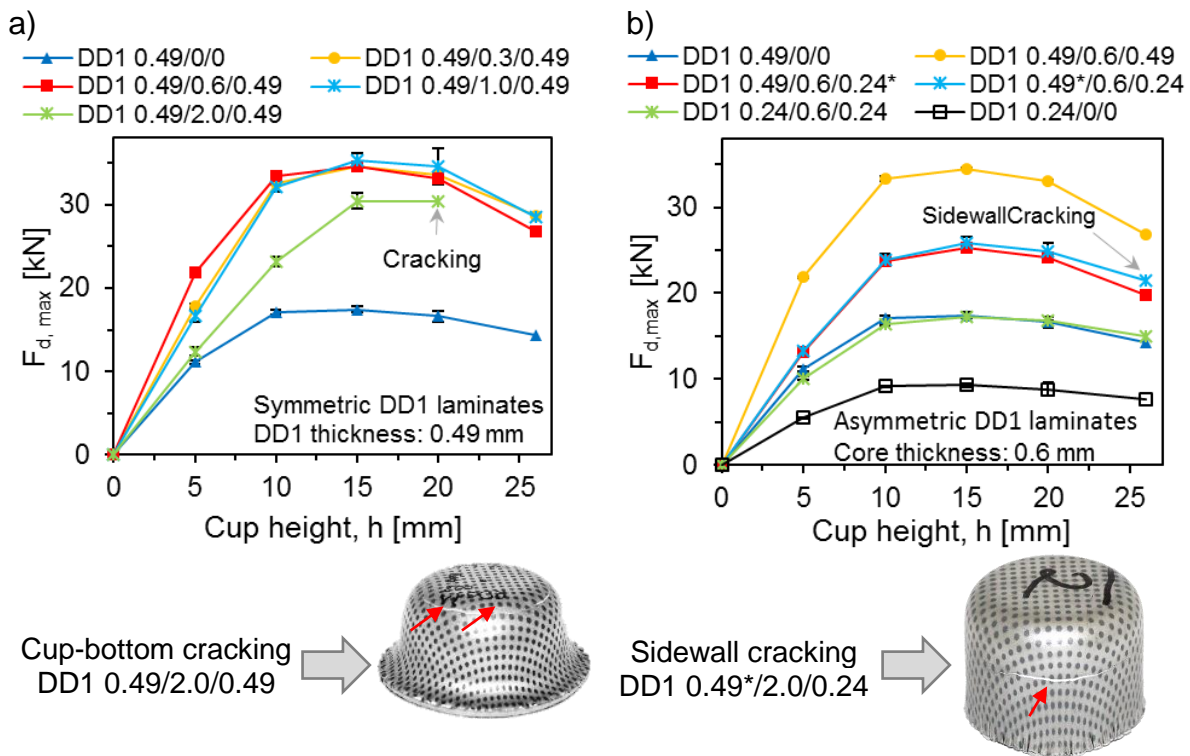 a)
DD1 0.49/0/0
DD1 0.49/0.3/0.49
DD1 0.49/0.6/0.49
DD1 0.49/1.0/0.49
DD1 0.49/2.0/0.49
F d, max [kN]
30
20
10
0
Cracking
Symmetric DD1 laminates
DD1 thickness: 0.49 mm
0 5 10 15 20 25
Cup height, h [mm]
b)
DD1 0.49/0/0
DD1 0.49/0.6/0.49
DD1 0.49/0.6/0.24*
DD1 0.49*/0.6/0.24
DD1 0.24/0.6/0.24
DD1 0.24/0/0
F d,max [kN]
30
20
10
0
SidewallCracking
Asymmetric DD1 laminates
Core thickness: 0.6 mm
0 5 10 15 20 25
Cup height, h [mm]
Cup-bottom cracking
DD1 0.49/2.0/0.49
Sidewall cracking
DD1 0.49*/2.0/0.24